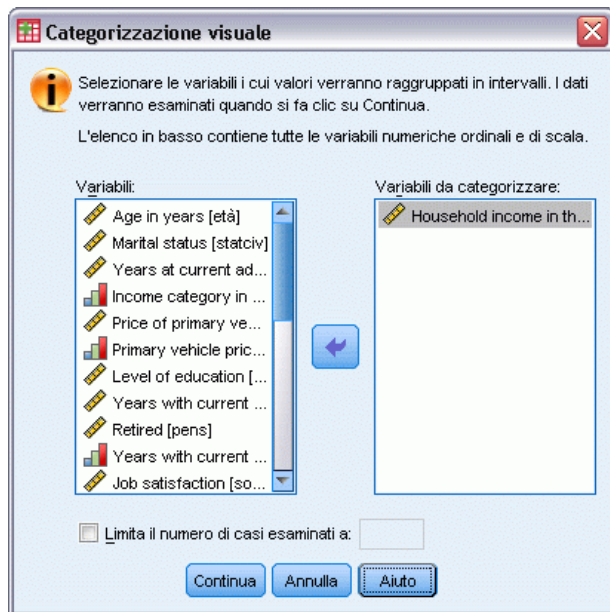 Categorizzazione visuale
Selezionare le variabili i cui valori verranno raggruppati in intervalli. I dati
verranno esaminati quando si fa clic su Continua.
L'elenco in basso contiene tutte le variabili numeriche ordinali e di scala.
Variabili:
Age in years [età]
Marital status [statciv]
Years at current ad...
Income category in ...
Price of primary ve...
Primary vehicle pric...
Level of education [...
Years with current ...
Retired [pens]
Years with current ...
Job satisfaction [so...
Variabili da categorizzare:
Household income in th...
Limita il numero di casi esaminati a:
Continua
Annulla
Aiuto